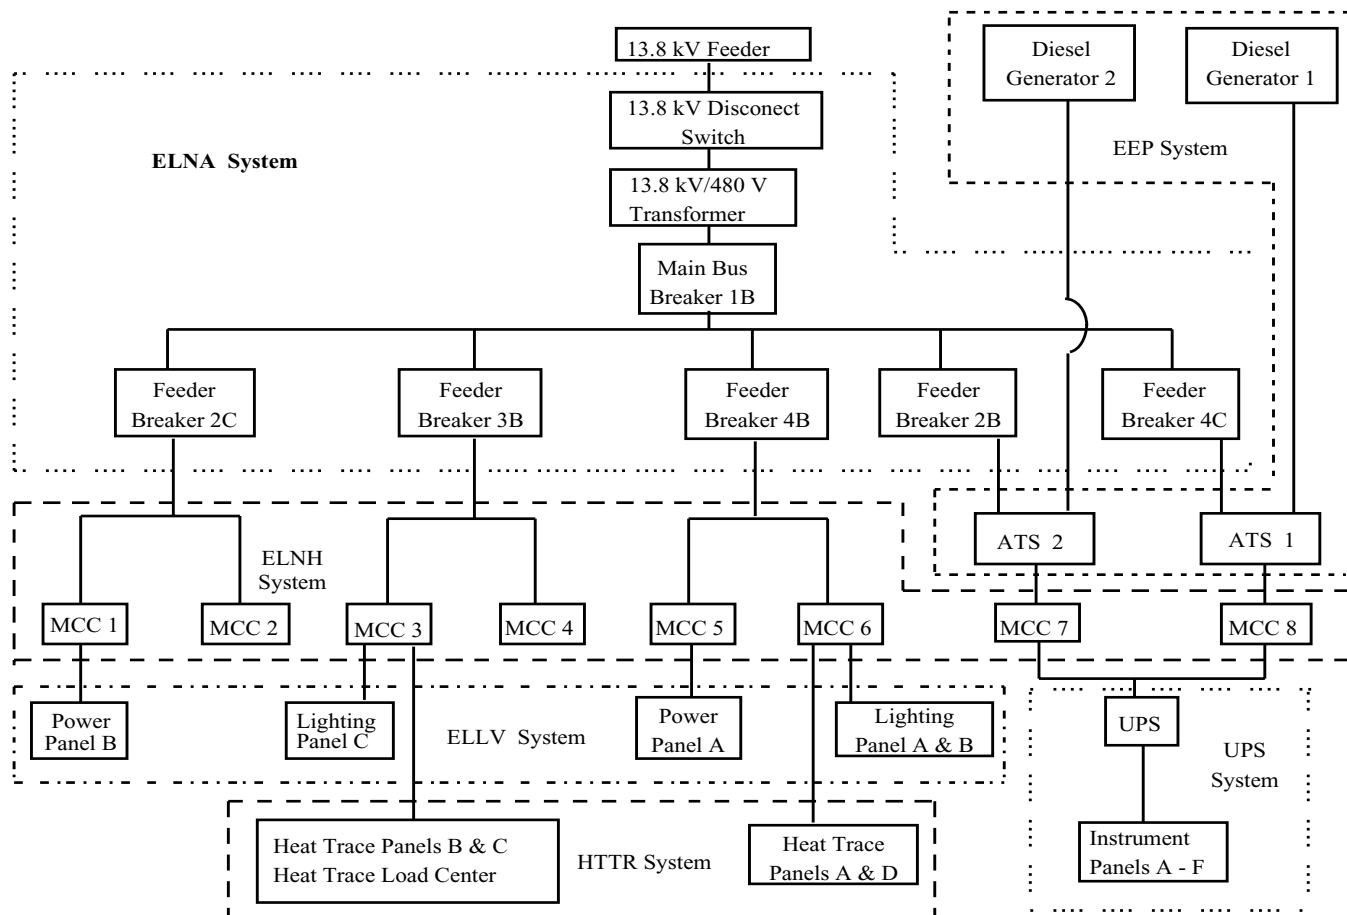 13.8 kV Feeder
Diesel
Generator 2
Diesel
Generator 1
13.8 kV Disconect
Switch
ELNA System
EEP System
13.8 kV/480 V
Transformer
Main Bus
Breaker 1B
Feeder
Breaker 2C
Feeder
Breaker 3B
Feeder
Breaker 4B
Feeder
Breaker 2B
Feeder
Breaker 4C
ATS 2
ATS 1
ELNH
System
MCC 1
MCC 2
MCC 3
MCC 4
MCC 5
MCC 6
MCC 7
MCC 8
Power
Panel B
Lighting
Panel C
ELLV System
Power
Panel A
Lighting
Panel A & B
UPS
UPS
System
Heat Trace Panels B & C
Heat Trace Load Center
HTTR System
Heat Trace
Panels A & D
Instrument
Panels A - F